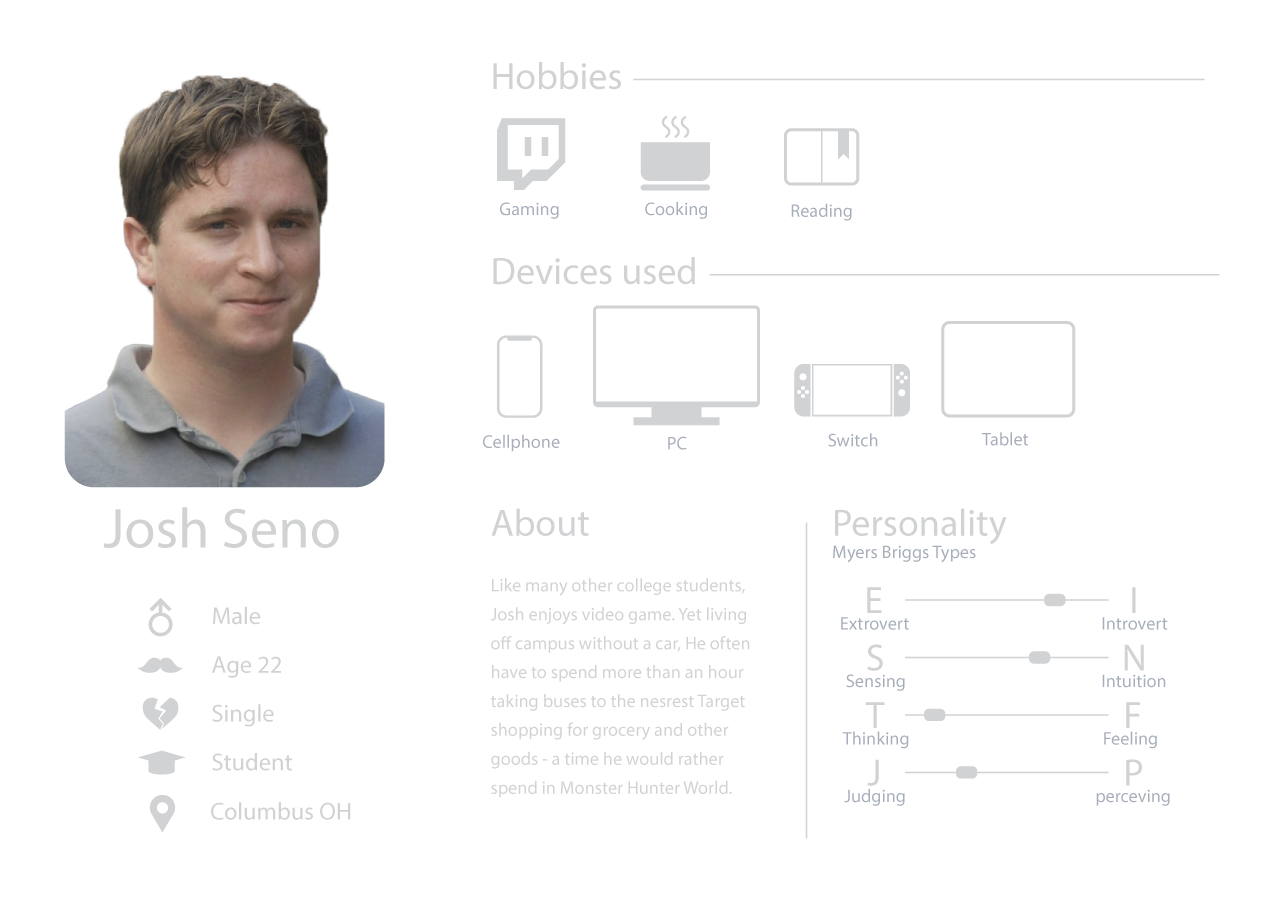 Josh Seno
Male
Age 22
Single
Student
Columbus OH
Hobbies
Gaming
Cooking
Reading
Devices used
Cellphone
PC
Switch
Tablet
About
Like many other college students,
Josh enjoys video game. Yet living
off campus without a car, He often
have to spend more than an hour
taking buses to the nesrest Target
shopping for grocery and other
goods - a time he would rather
spend in Monster Hunter World.
Personality
Myers Briggs Types
E I
Extrovert Introvert
S N
Sensing Intuition
T F
Thinking Feeling
J P
Judging perceving